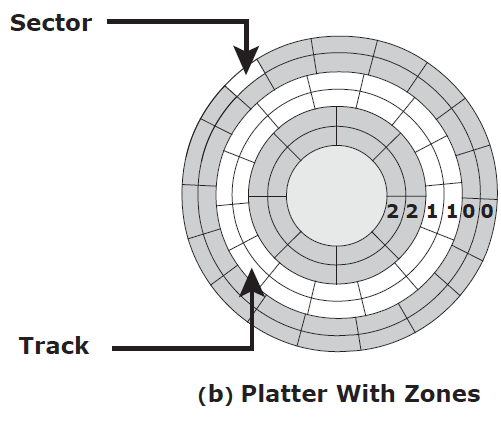 Sector
2 2 1 1 0 0
Track
(b) Platter With Zones